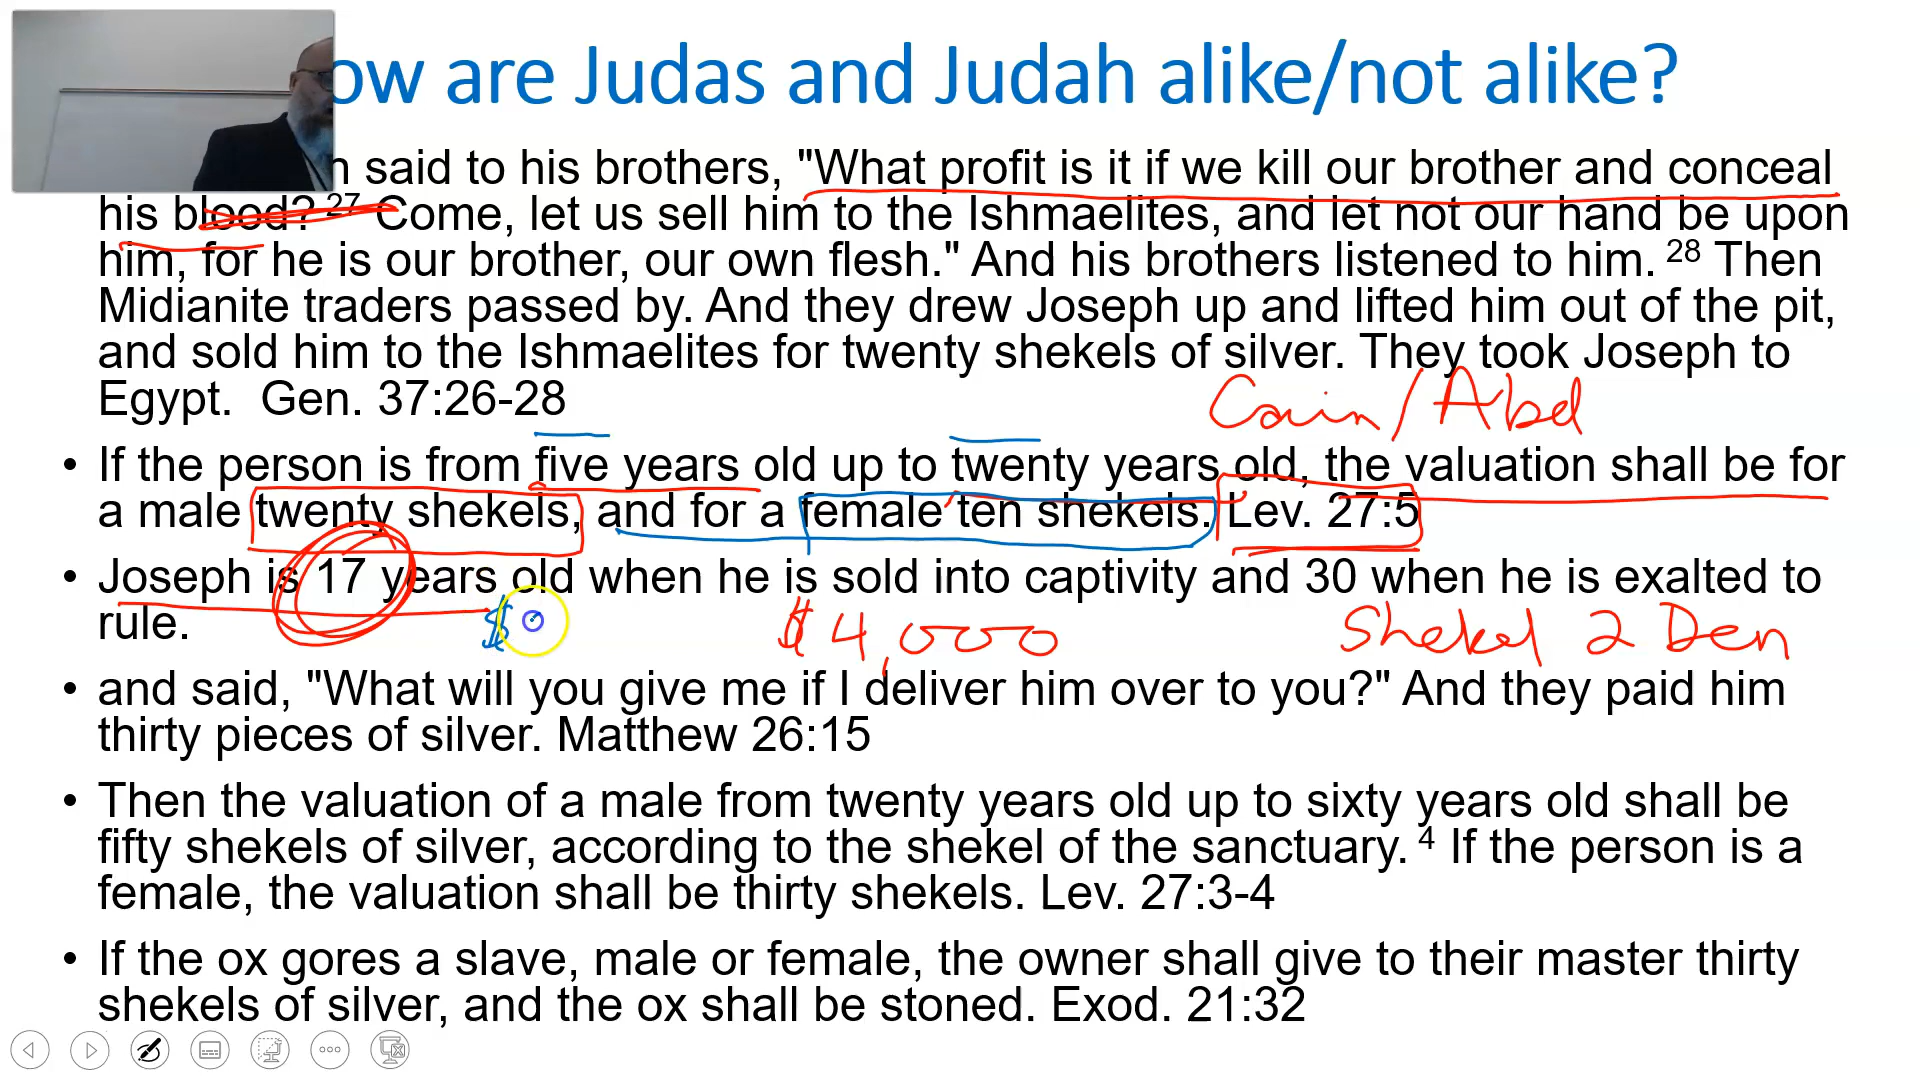 ow are Judas and Judah alike/not alike?
said to his brothers, "What profit is it if we kill our brother and conceal
his blood? 27 Come, let us sell him to the Ishmaelites, and let not our hand be upon
him, for he is our brother, our own flesh." And his brothers listened to him. 28 Then
Midianite traders passed by. And they drew Joseph up and lifted him out of the pit,
and sold him to the Ishmaelites for twenty shekels of silver. They took Joseph to
Egypt. Gen. 37:26-28
Cain/Abel
• If the person is from five years old up to twenty years old, the valuation shall be for
a male twenty shekels, and for a female ten shekels. Lev. 27:5
• Joseph is 17 years old when he is sold into captivity and 30 when he is exalted to
rule.
$
$4,000
Shekel 2 Den
• and said, "What will you give me if I deliver him over to you?" And they paid him
thirty pieces of silver. Matthew 26:15
• Then the valuation of a male from twenty years old up to sixty years old shall be
fifty shekels of silver, according to the shekel of the sanctuary. 4 If the person is a
female, the valuation shall be thirty shekels. Lev. 27:3-4
• If the ox gores a slave, male or female, the owner shall give to their master thirty
shekels of silver, and the ox shall be stoned. Exod. 21:32